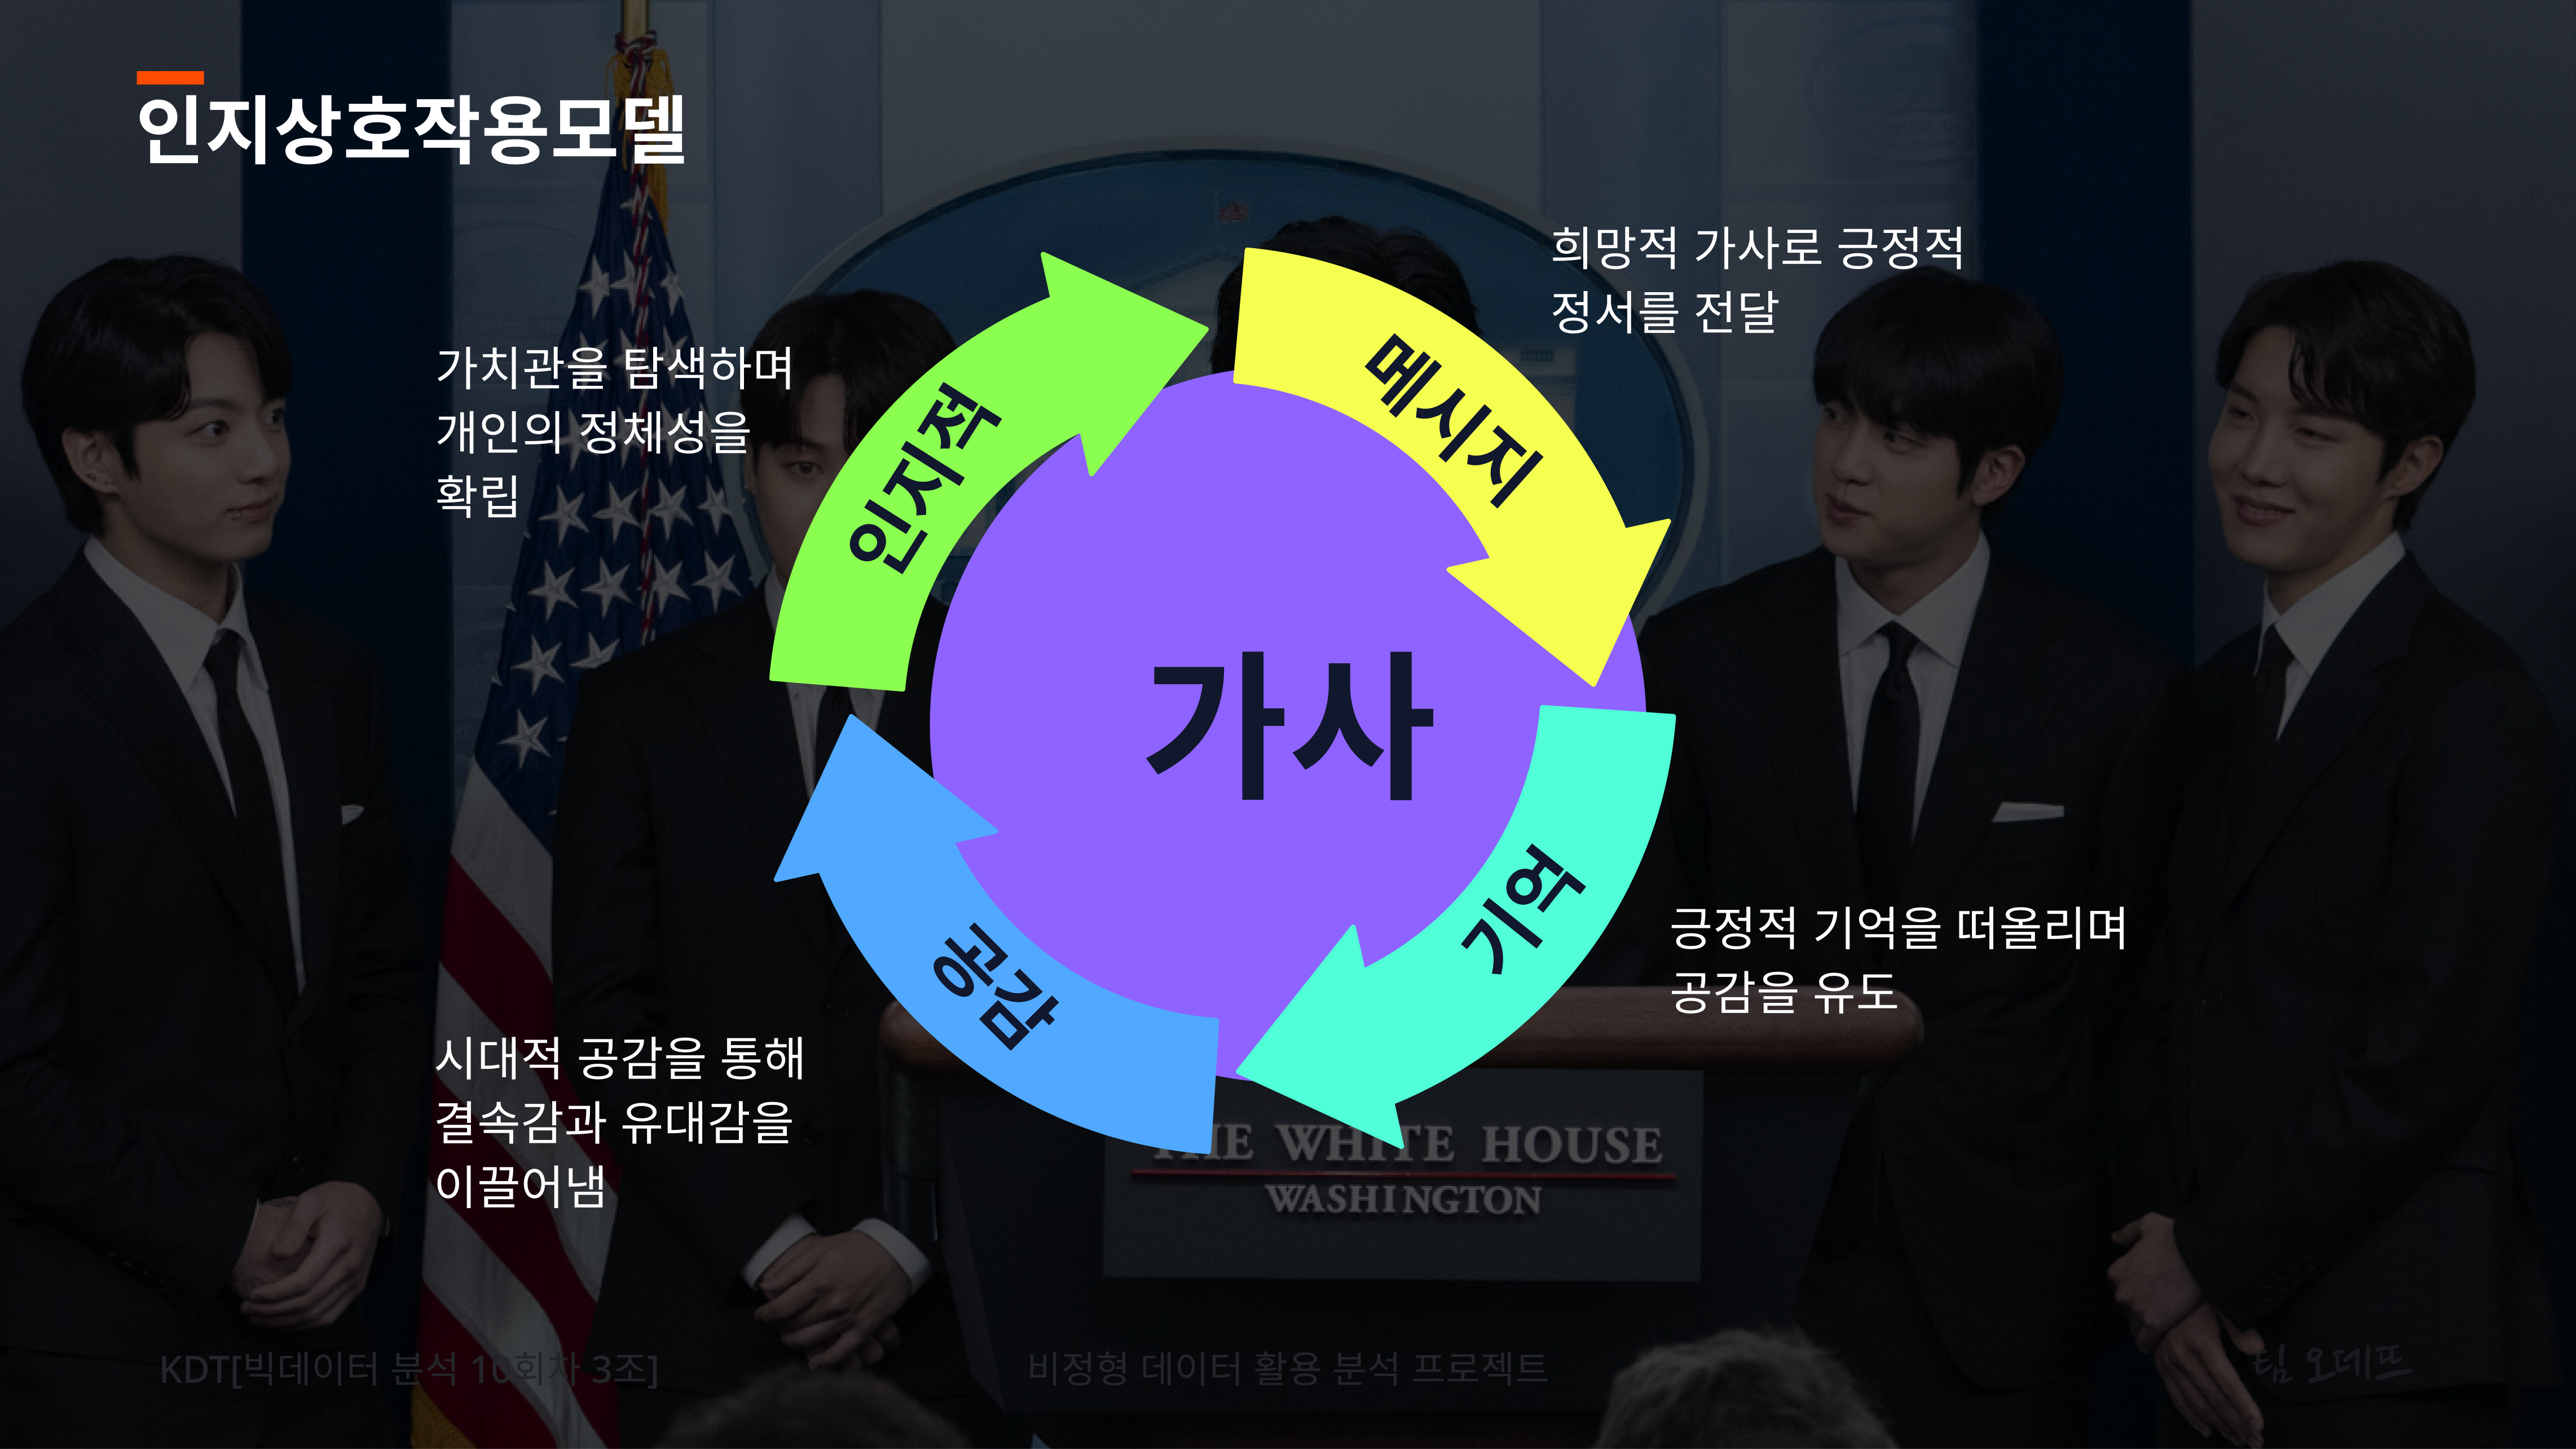 인지상호작용모델
희망적 가사로 긍정적
정서를 전달
가치관을 탐색하며
개인의 정체성을
확립
인지적
메시지
가사
기억
공감
긍정적 기억을 떠올리며
공감을 유도
시대적 공감을 통해
결속감과 유대감을
이끌어냄
THE WHITE HOUSE
WASHINGTON
KDT[빅데이터 분석 10회차 3조]
비정형 데이터 활용 분석 프로젝트
팀 오데뜨